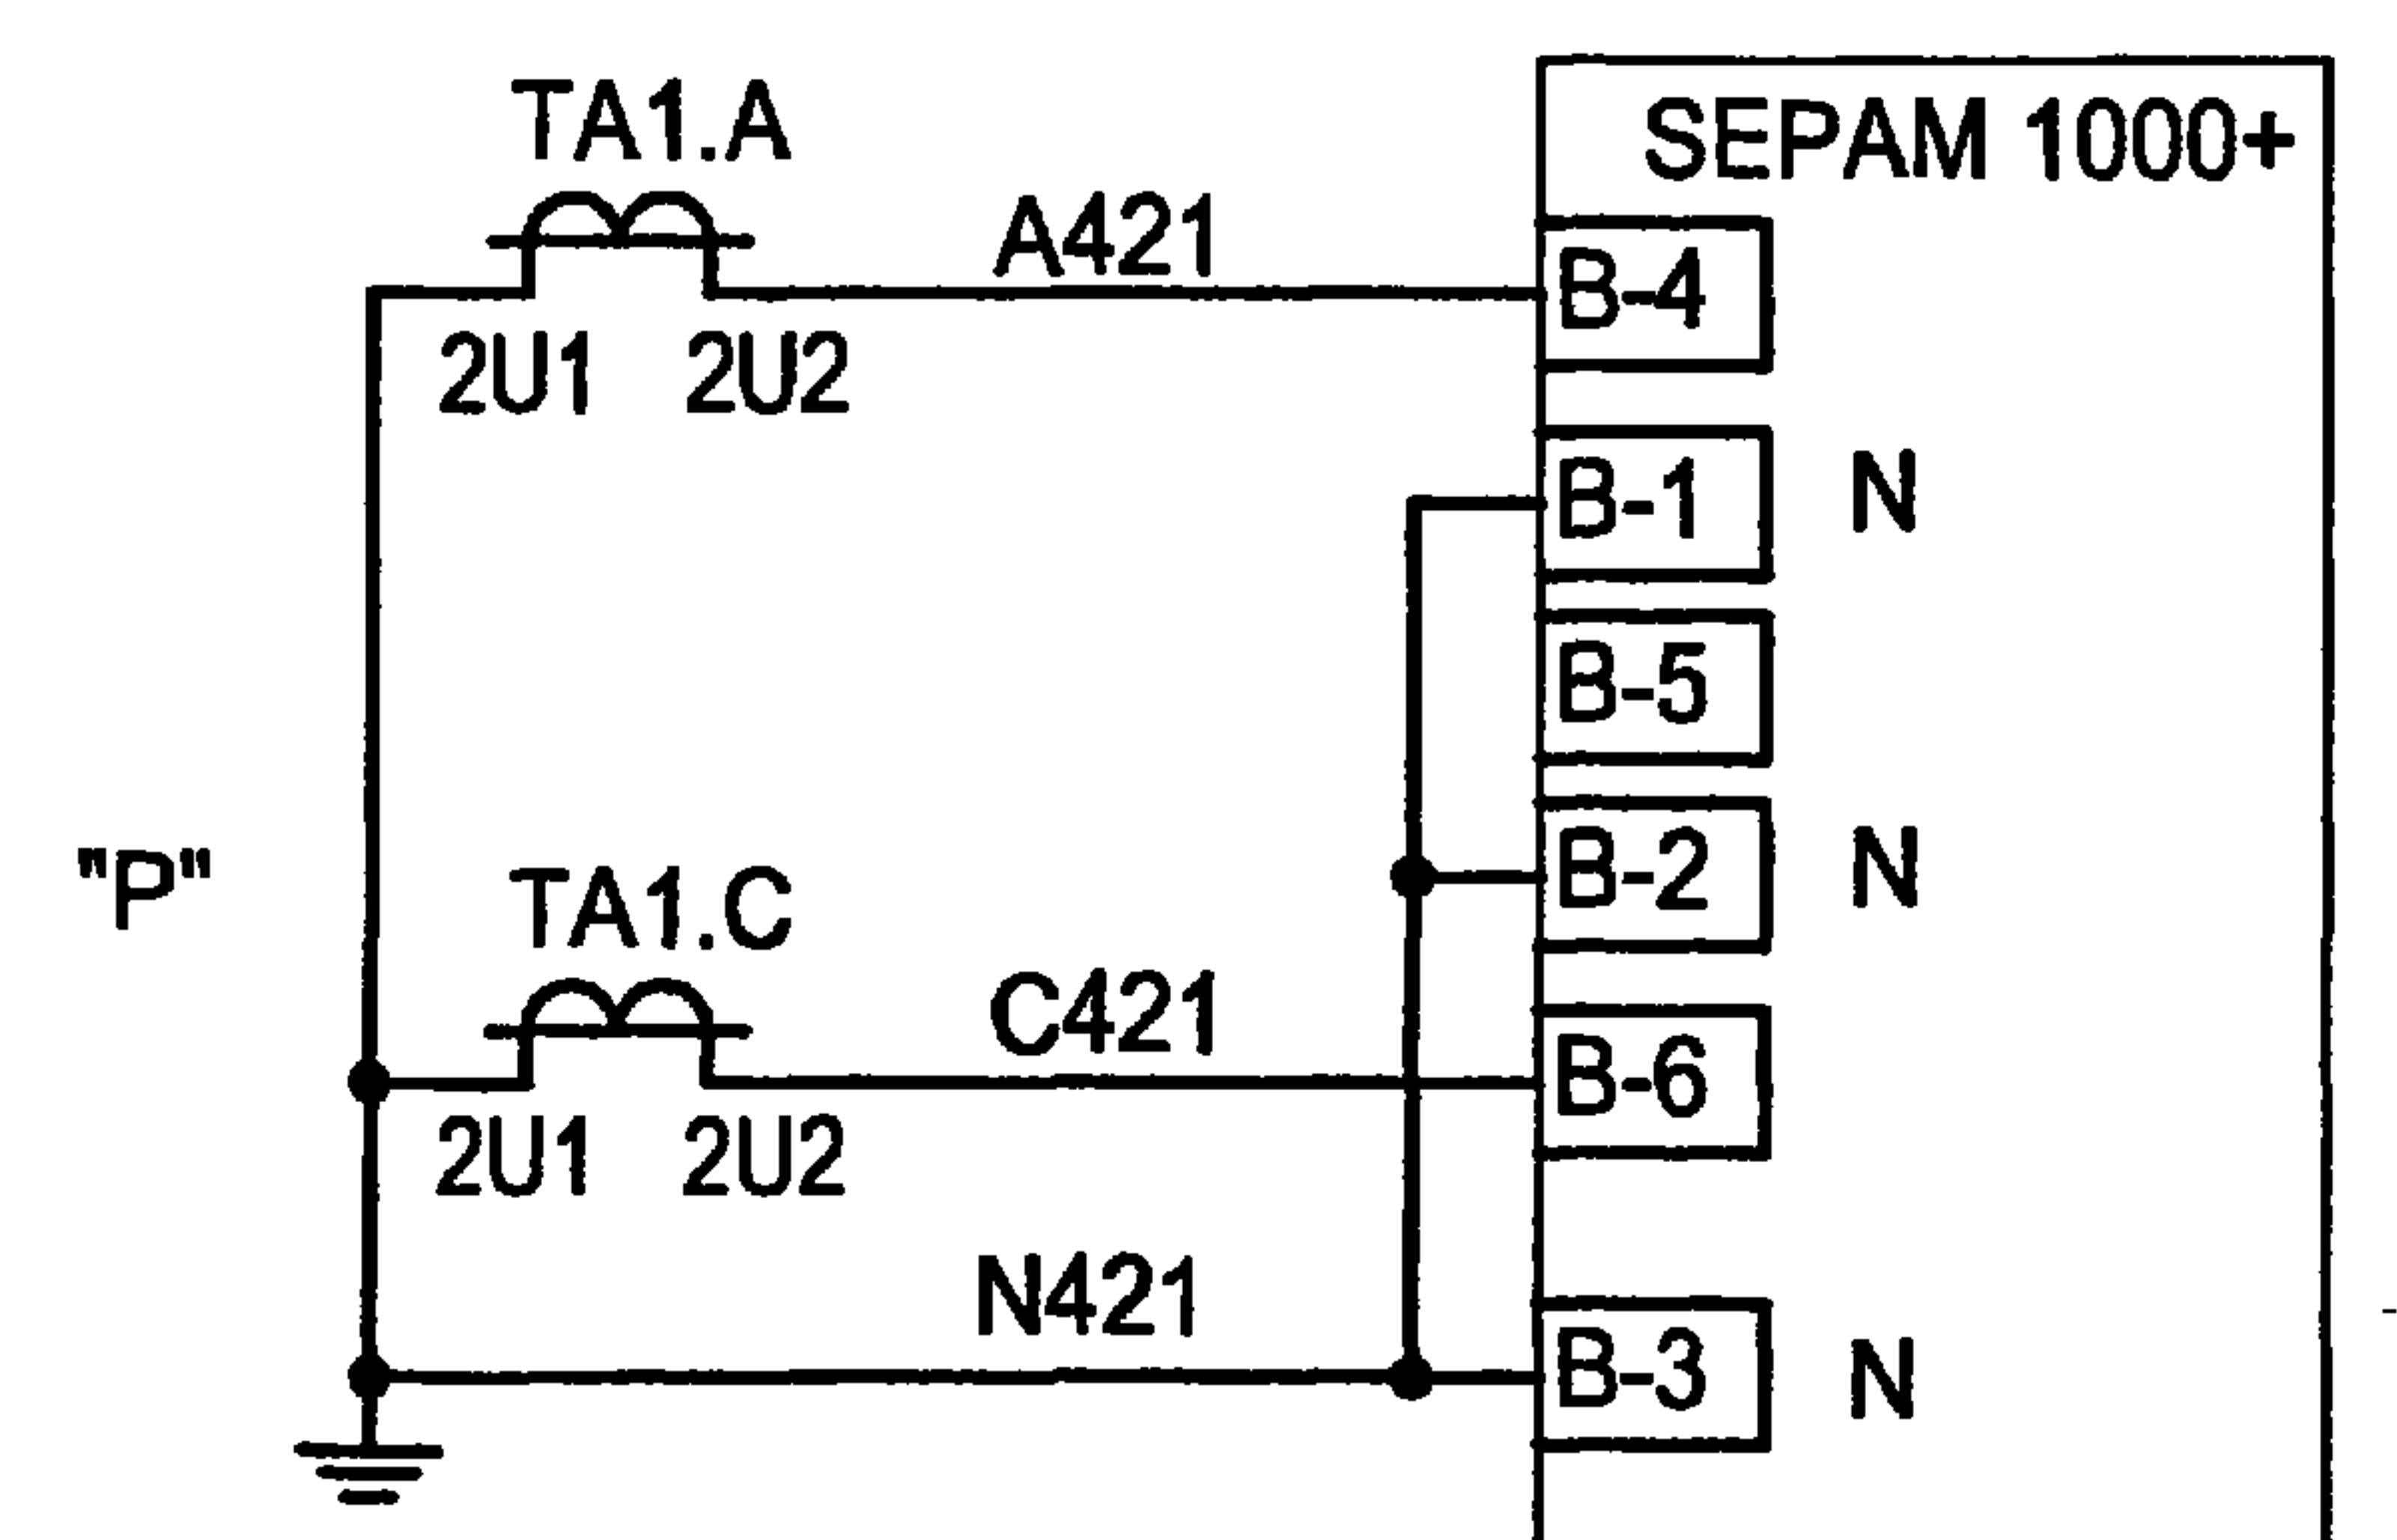 TA1.A
SEPAM 1000+
A421
B-4
2U1 2U2
B-1 N
B-5
"P"
B-2 N
TA1.C
C421
B-6
2U1 2U2
N421
B-3 N